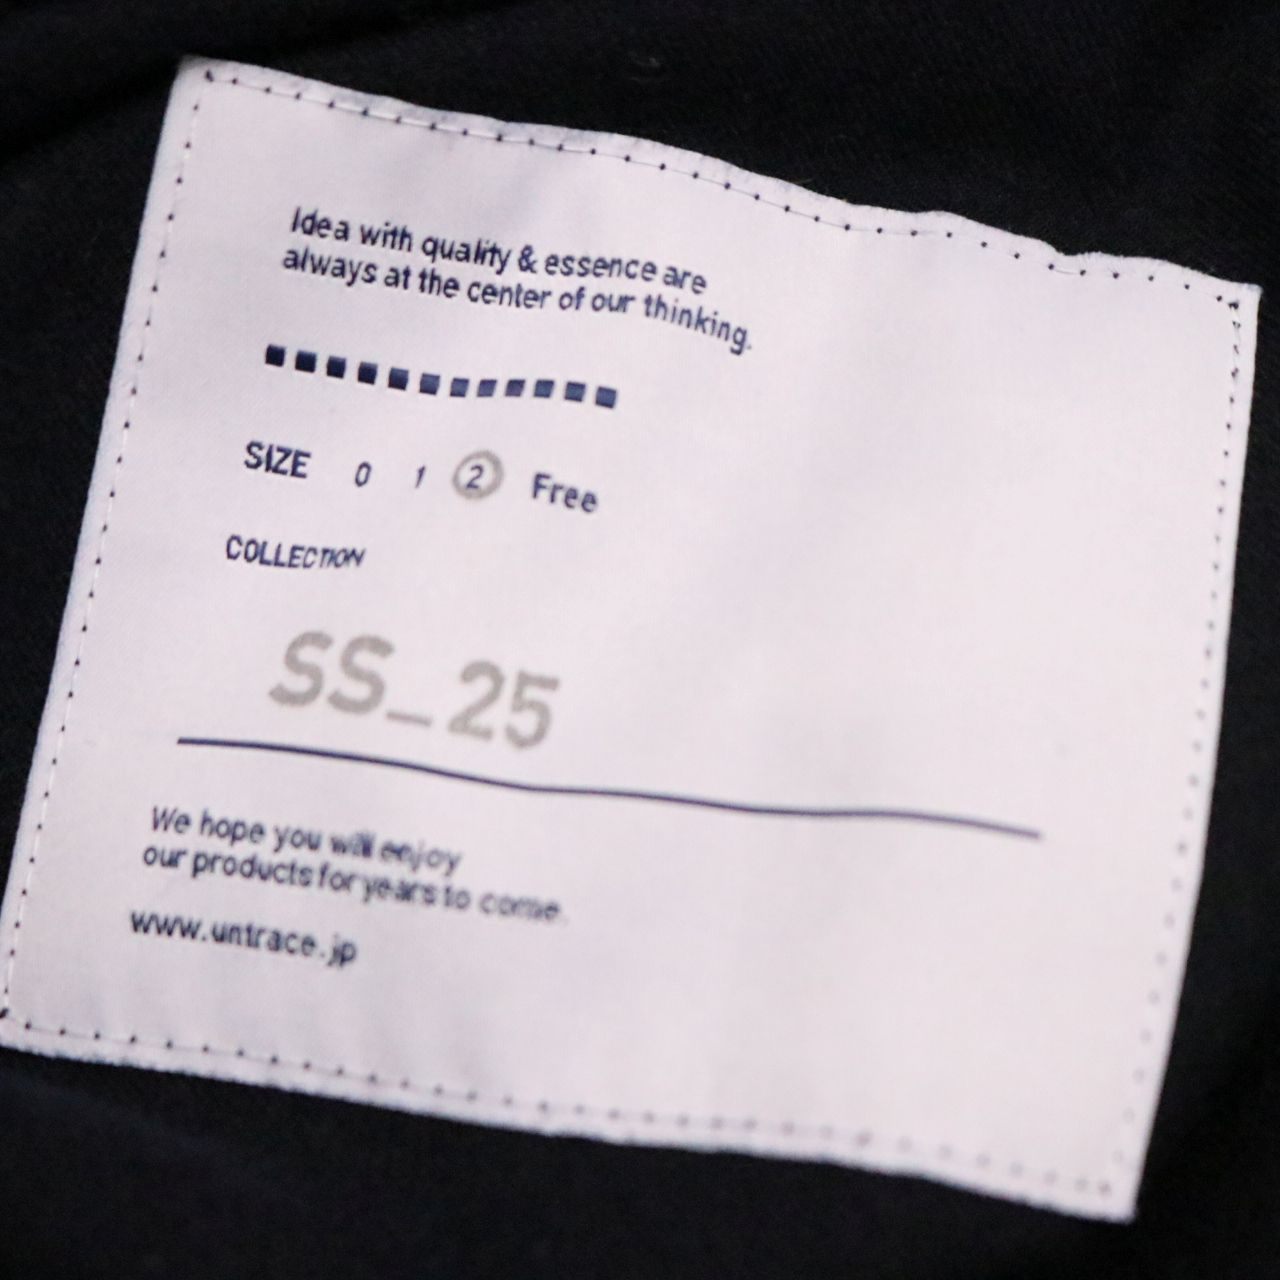 Idea with quality & essence are
always at the center of our thinking.
SIZE 0 1 2 Free
COLLECTION
SS_25
We hope you will enjoy
our products for years to come.
www.untrace.jp